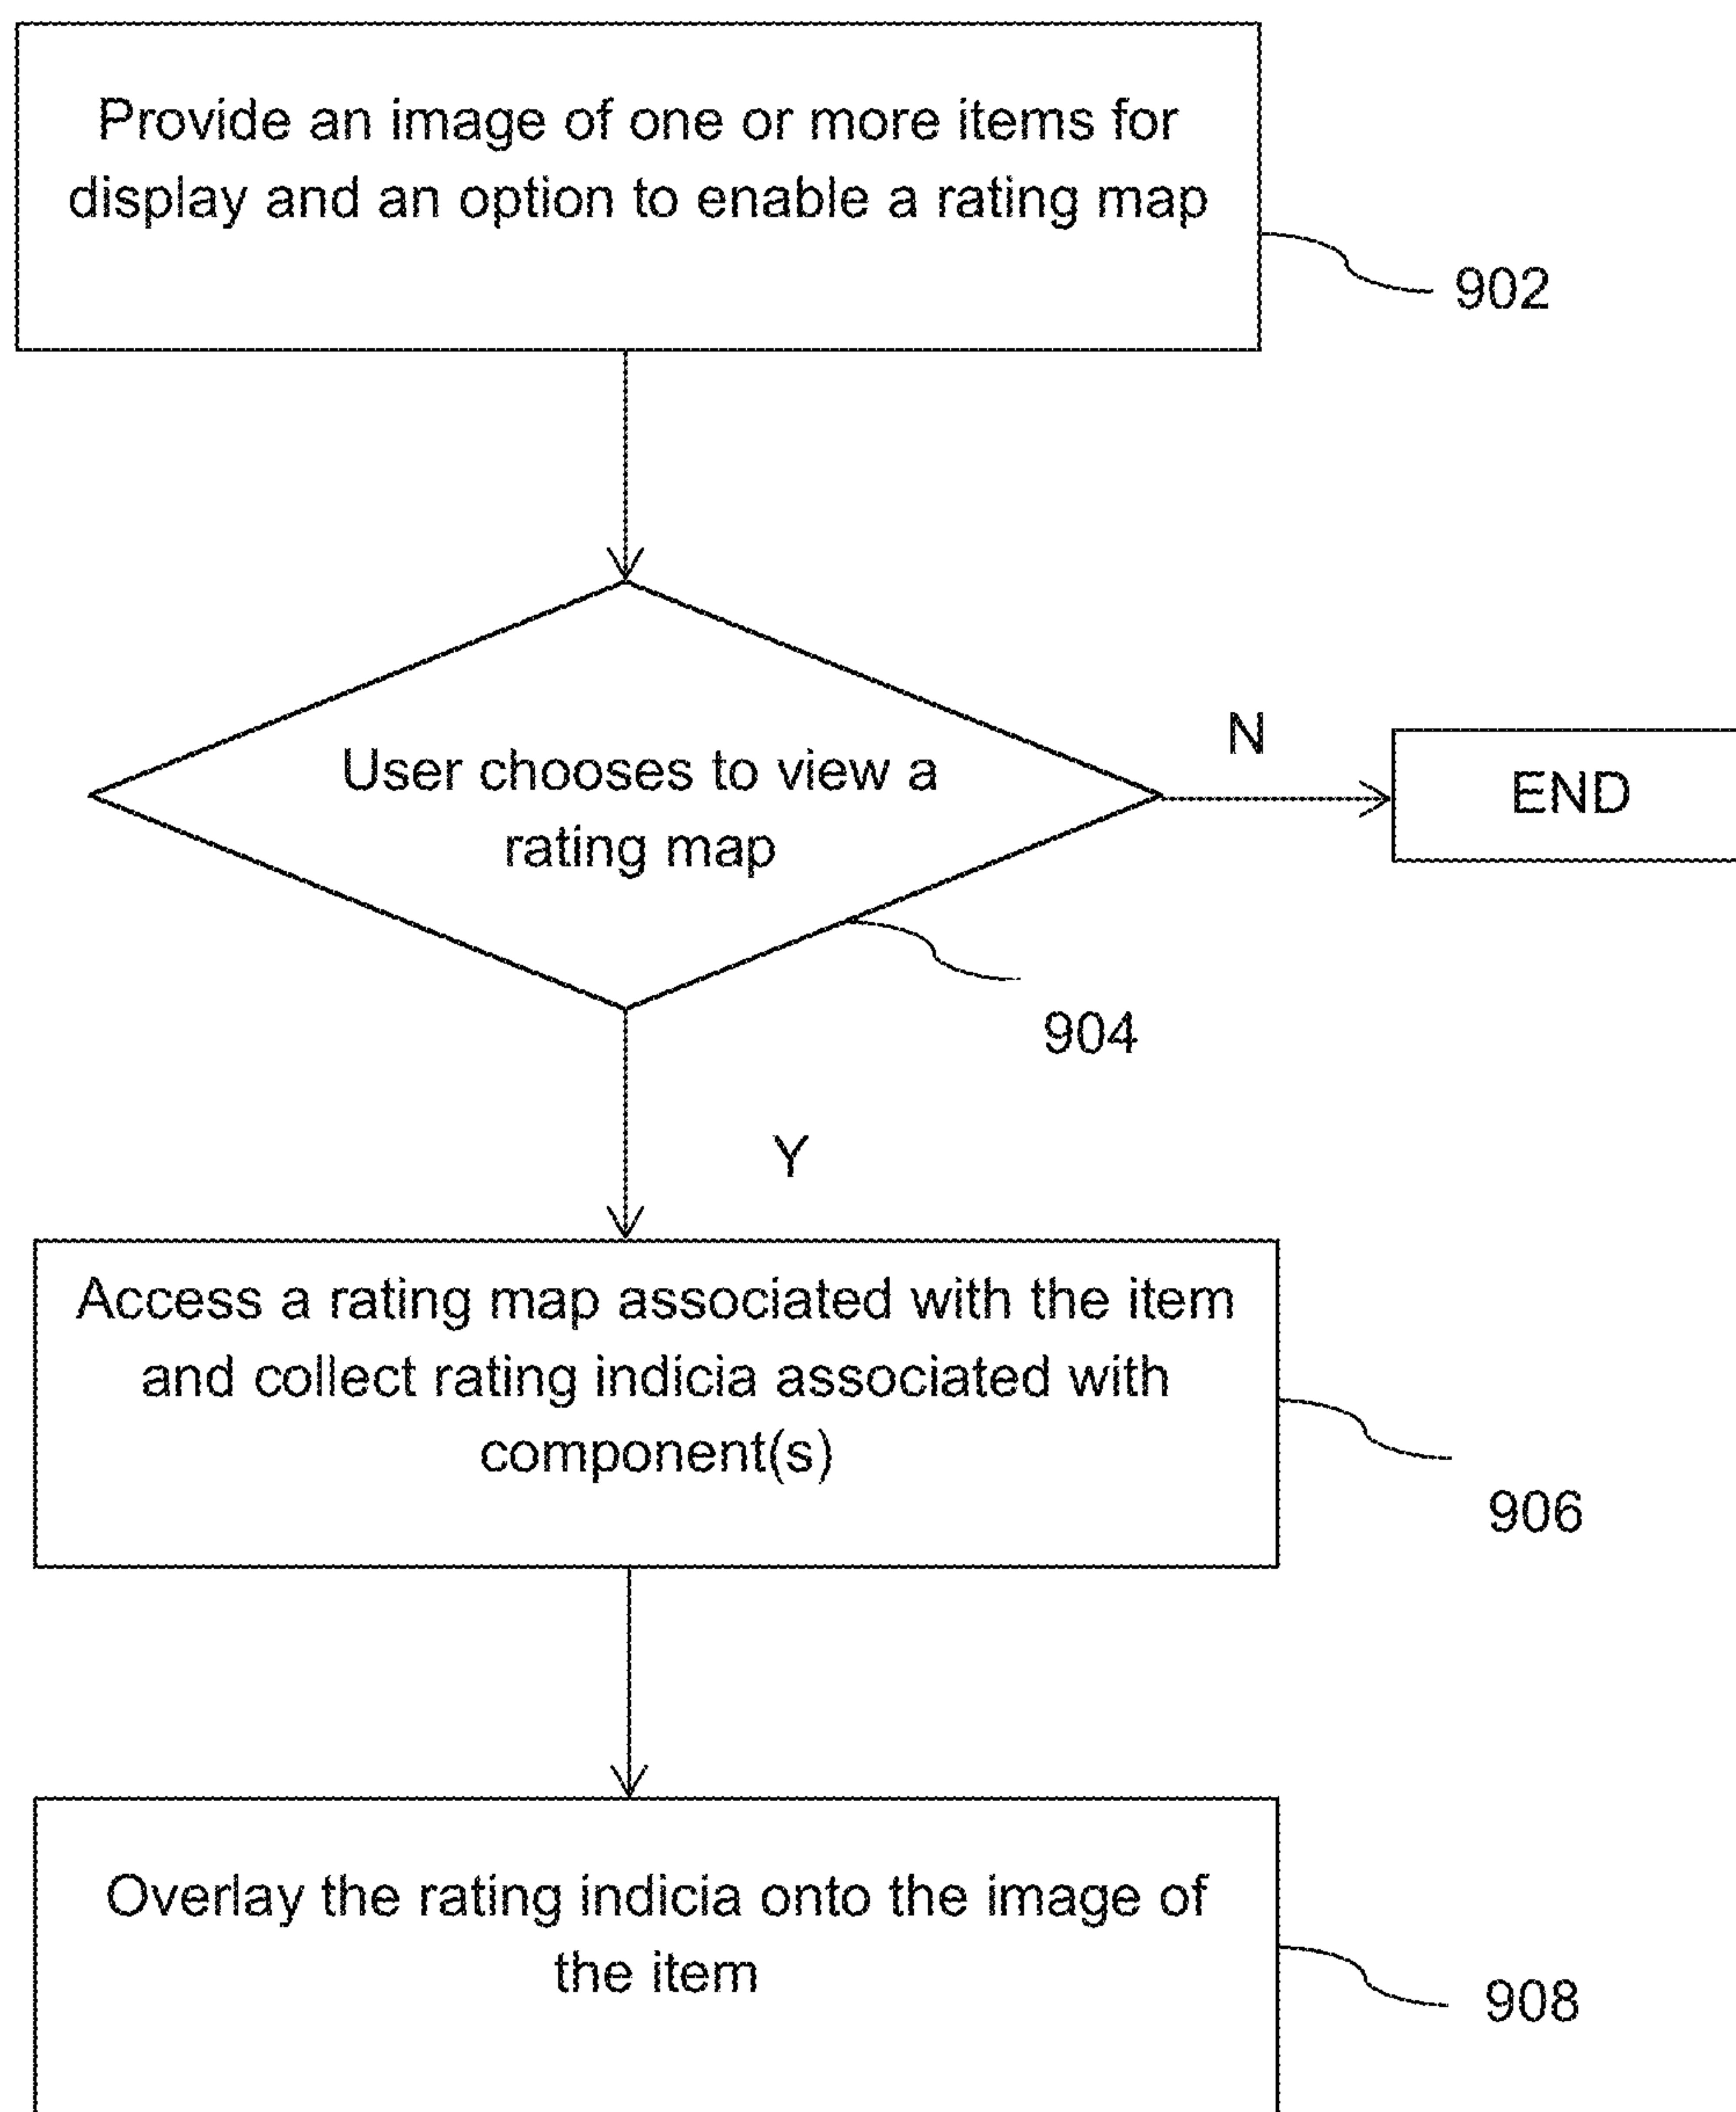 Provide an image of one or more items for
display and an option to enable a rating map
902
User chooses to view a
rating map
N
END
904
Y
Access a rating map associated with the item
and collect rating indicia associated with
component(s)
906
Overlay the rating indicia onto the image of
the item
908